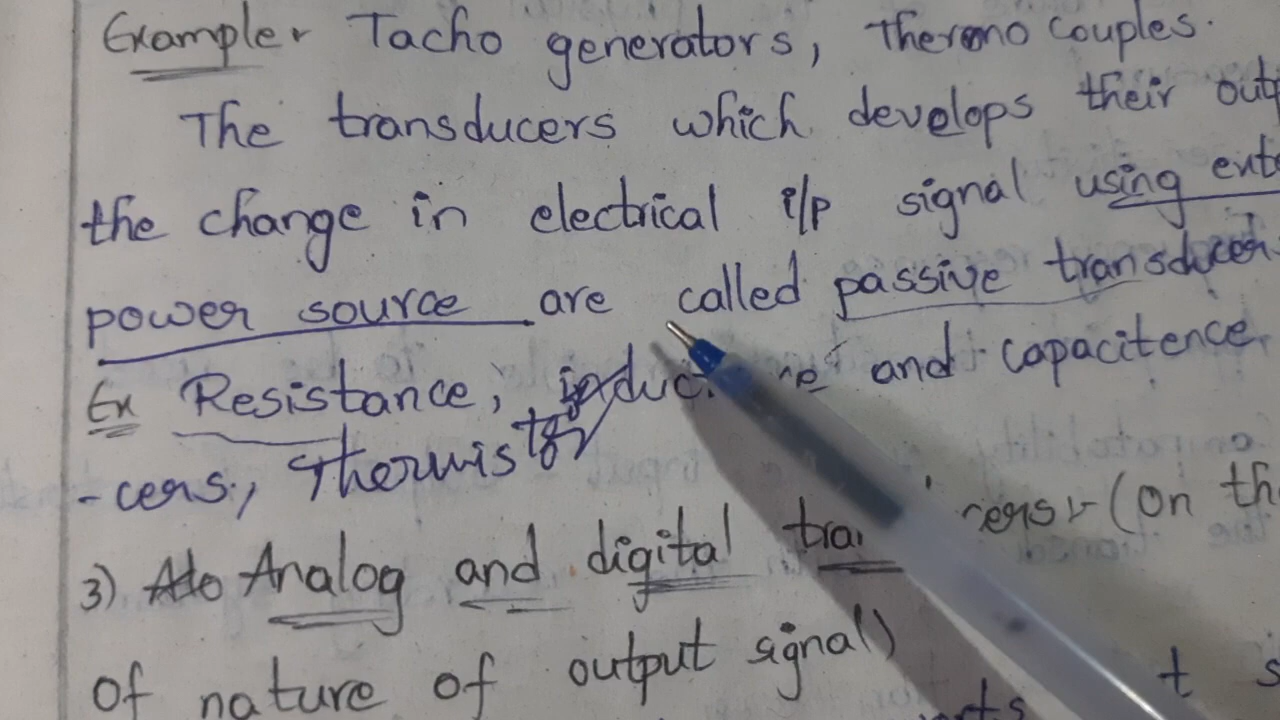 Example:- Tacho generators, Thermo couples.
The transducers which develops their
the change in electrical i/p signal using
power source are called passive transducer.
Ex Resistance, and capacitence
-cers, Thermistor
3) Analog and digital (on
of nature of output signal)